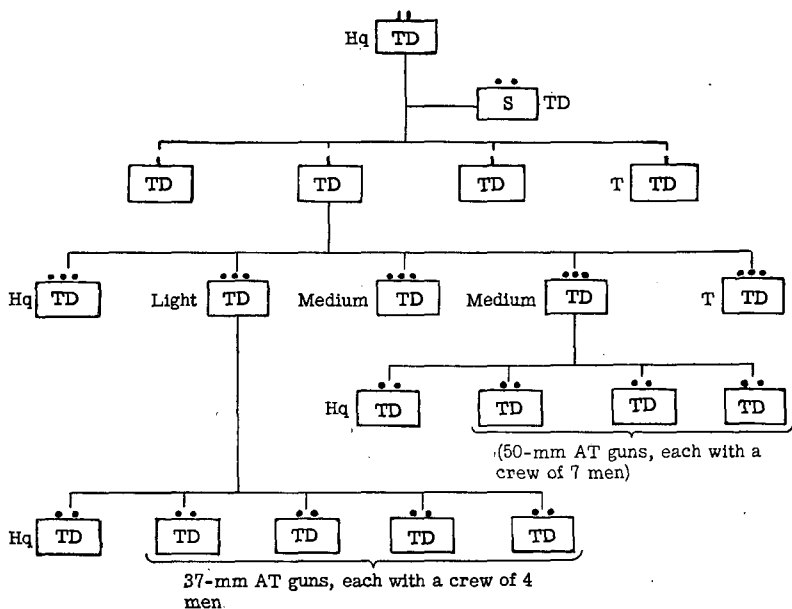 Hq TD
S TD
TD TD TD T TD
Hq TD Light TD Medium TD Medium TD T TD
Hq TD TD TD TD
(50-mm AT guns, each with a
crew of 7 men)
Hq TD TD TD TD TD
37-mm AT guns, each with a crew of 4
men